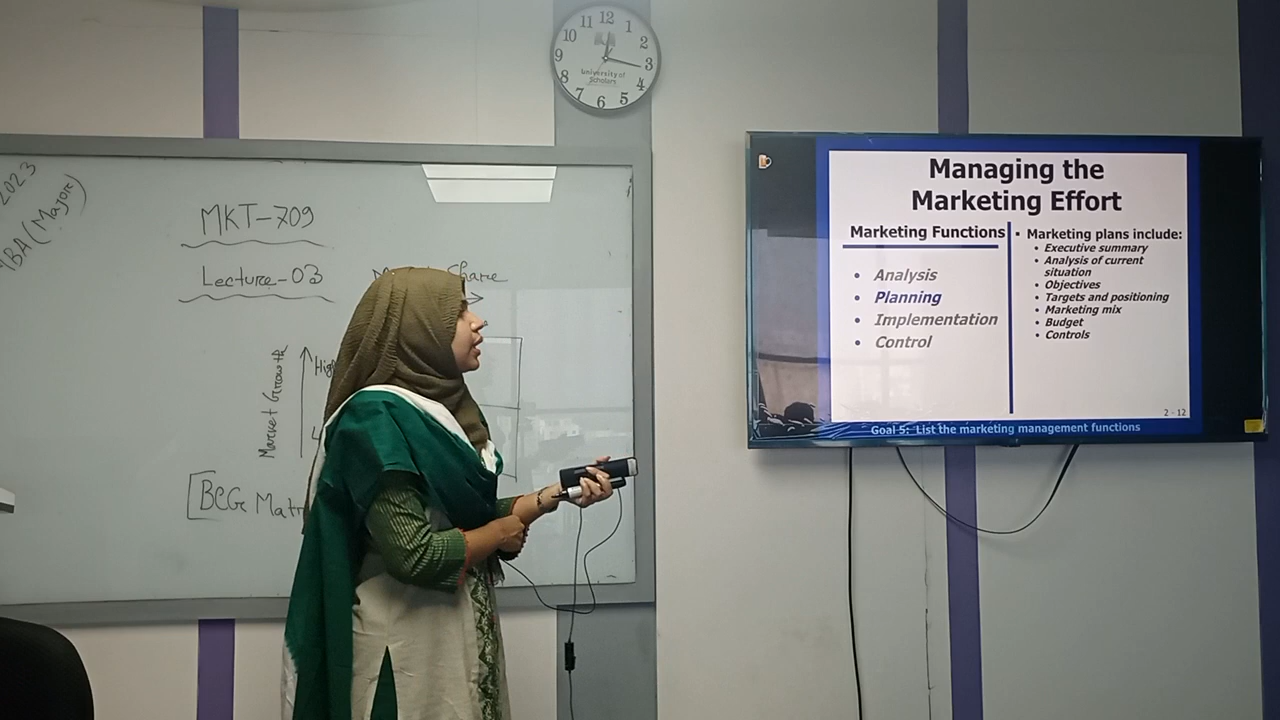 12
11 1
10 2
9 3
8 4
7 5
6
University of
Scholars
2023
MBA (Major)
MKT-709
Lecture-03
Share
Market Growth
High
BCG Matr
Managing the
Marketing Effort
Marketing Functions
• Analysis
• Planning
• Implementation
• Control
▪ Marketing plans include:
▪ Executive summary
▪ Analysis of current
situation
▪ Objectives
▪ Targets and positioning
▪ Marketing mix
▪ Budget
▪ Controls
2 - 12
Goal 5: List the marketing management functions